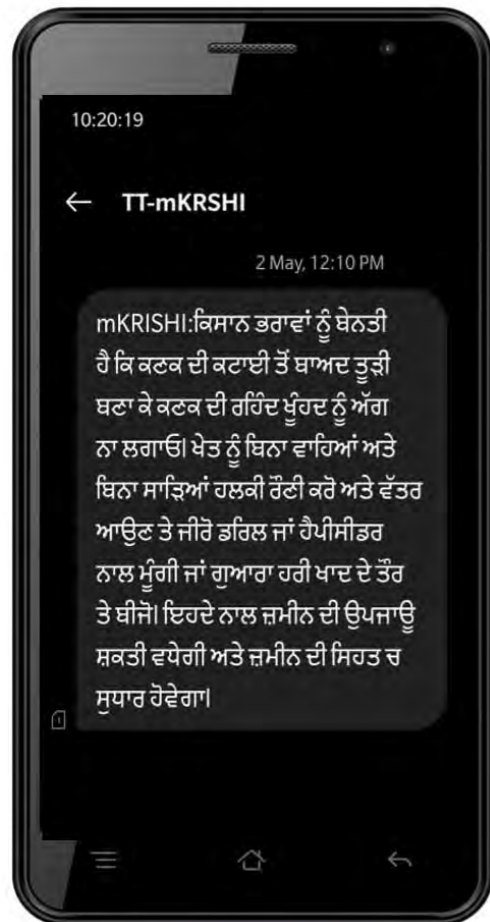 10:20:19
← TT-mKRSHI
2 May, 12:10 PM
mKRISHI:ਕਿਸਾਨ ਭਰਾਵਾਂ ਨੂੰ ਬੇਨਤੀ
ਹੈ ਕਿ ਕਣਕ ਦੀ ਕਟਾਈ ਤੋਂ ਬਾਅਦ ਤੂੜੀ
ਬਣਾ ਕੇ ਕਣਕ ਦੀ ਰਹਿੰਦ ਖੂੰਹਦ ਨੂੰ ਅੱਗ
ਨਾ ਲਗਾਓ। ਖੇਤ ਨੂੰ ਬਿਨਾ ਵਾਹਿਆਂ ਅਤੇ
ਬਿਨਾ ਸਾੜਿਆਂ ਹਲਕੀ ਰੌਣੀ ਕਰੋ ਅਤੇ ਵੱਤਰ
ਆਉਣ ਤੇ ਜੀਰੋ ਡਰਿਲ ਜਾਂ ਹੈਪੀਸੀਡਰ
ਨਾਲ ਮੂੰਗੀ ਜਾਂ ਗੁਆਰਾ ਹਰੀ ਖਾਦ ਦੇ ਤੌਰ
ਤੇ ਬੀਜੋ। ਇਹਦੇ ਨਾਲ ਜ਼ਮੀਨ ਦੀ ਉਪਜਾਊ
ਸ਼ਕਤੀ ਵਧੇਗੀ ਅਤੇ ਜ਼ਮੀਨ ਦੀ ਸਿਹਤ ਚ
ਸੁਧਾਰ ਹੋਵੇਗਾ।